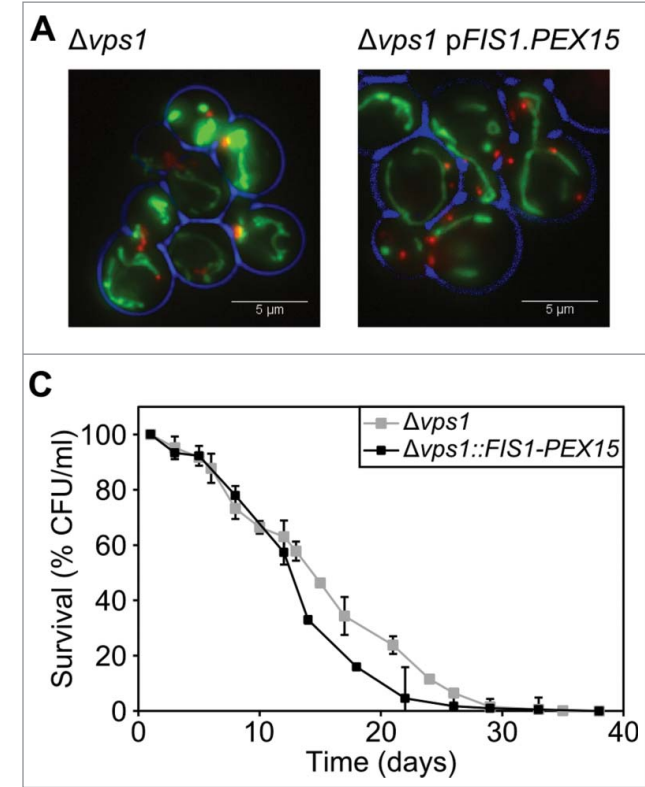 A
Δvps1
Δvps1 pFIS1.PEX15
5 µm
5 µm
C
Δvps1
Δvps1::FIS1-PEX15
Survival (% CFU/ml)
100
80
60
40
20
0
0 10 20 30 40
Time (days)